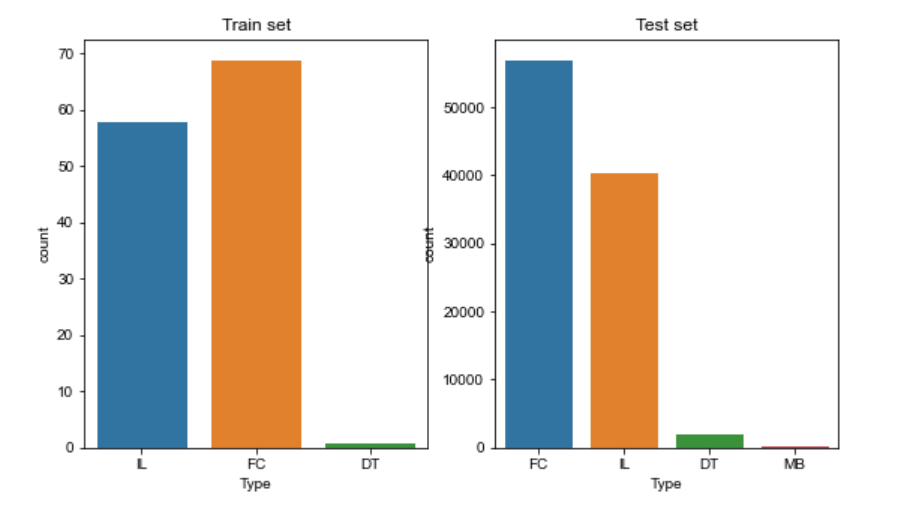 Train set
70
60
50
40
30
20
10
0
count
IL
FC
DT
Type
Test set
50000
40000
30000
20000
10000
0
count
FC
IL
DT
MB
Type